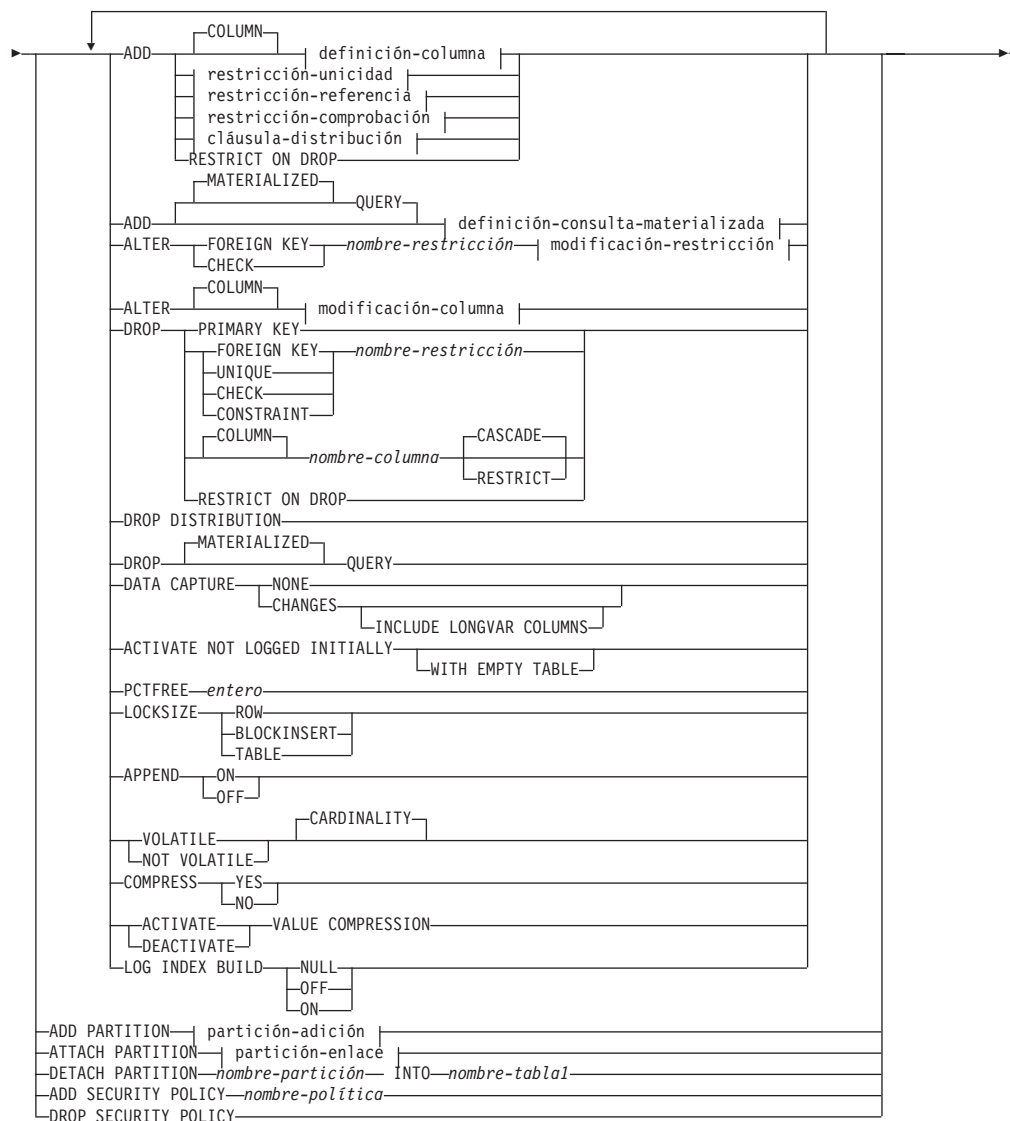 COLUMN
ADD definición-columna
restricción-unicidad
restricción-referencia
restricción-comprobación
cláusula-distribución
RESTRICT ON DROP
MATERIALIZED
QUERY
ADD definición-consulta-materializada
ALTER FOREIGN KEY nombre-restricción modificación-restricción
CHECK
COLUMN
ALTER modificación-columna
DROP PRIMARY KEY
FOREIGN KEY nombre-restricción
UNIQUE
CHECK
CONSTRAINT
COLUMN CASCADE
nombre-columna
RESTRICT
RESTRICT ON DROP
DROP DISTRIBUTION
MATERIALIZED
DROP QUERY
DATA CAPTURE NONE
CHANGES
INCLUDE LONGVAR COLUMNS
ACTIVATE NOT LOGGED INITIALLY
WITH EMPTY TABLE
PCTFREE entero
LOCKSIZE ROW
BLOCKINSERT
TABLE
APPEND ON
OFF
CARDINALITY
VOLATILE
NOT VOLATILE
COMPRESS YES
NO
ACTIVATE VALUE COMPRESSION
DEACTIVATE
LOG INDEX BUILD NULL
OFF
ON
ADD PARTITION partición-adición
ATTACH PARTITION partición-enlace
DETACH PARTITION nombre-partición INTO nombre-tabla1
ADD SECURITY POLICY nombre-política
DROP SECURITY POLICY